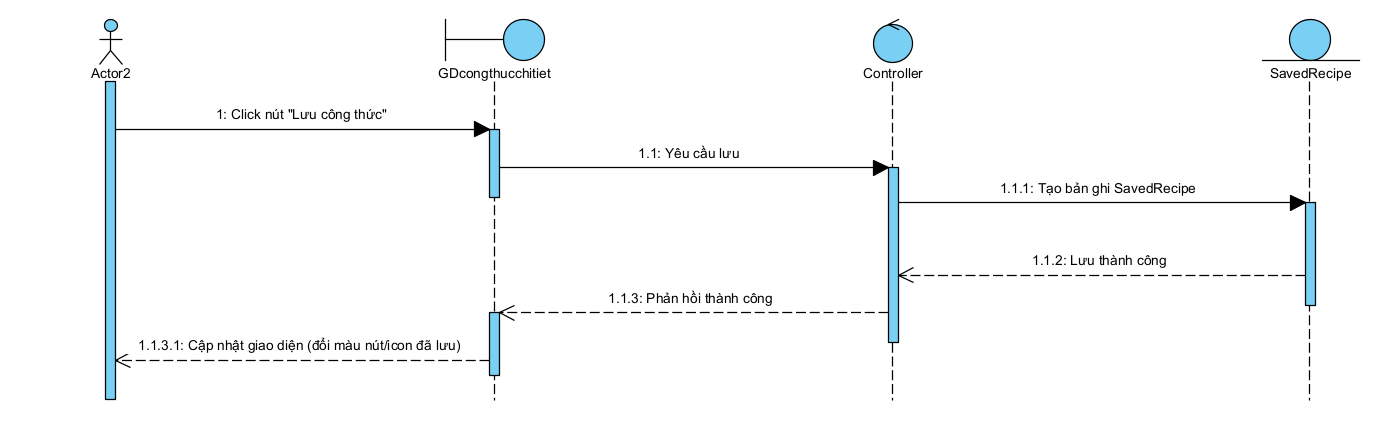 Actor2
GDcongthucchitiet
Controller
SavedRecipe
1: Click nút "Lưu công thức"
1.1: Yêu cầu lưu
1.1.1: Tạo bản ghi SavedRecipe
1.1.2: Lưu thành công
1.1.3: Phản hồi thành công
1.1.3.1: Cập nhật giao diện (đổi màu nút/icon đã lưu)